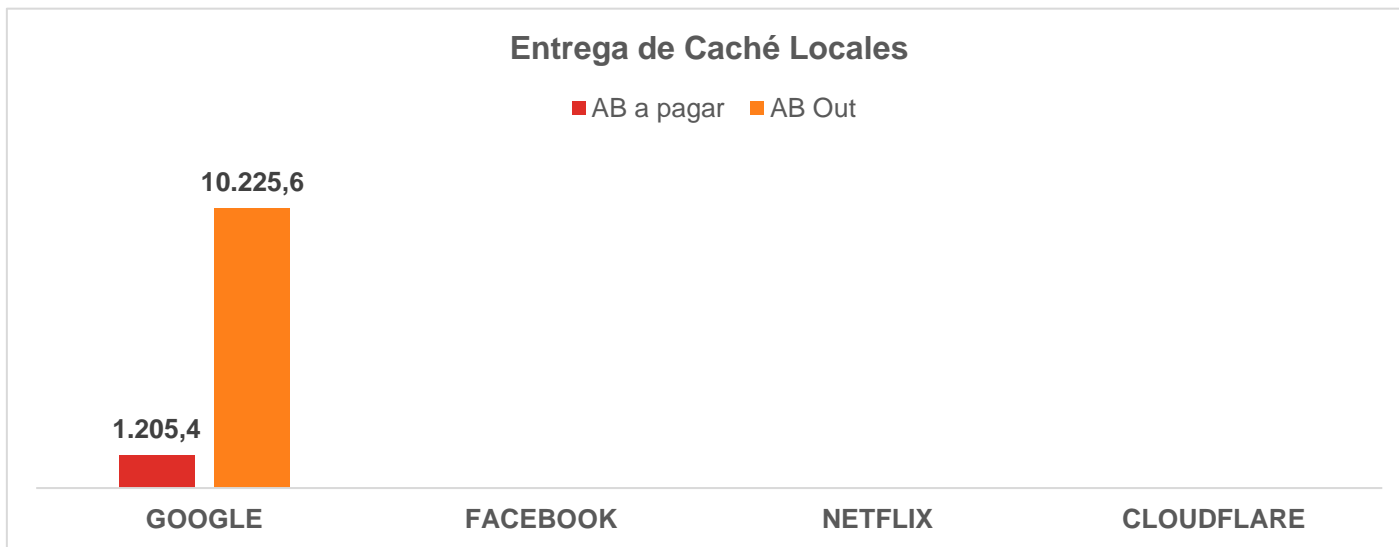 Entrega de Caché Locales
AB a pagar AB Out
10.225,6
1.205,4
GOOGLE FACEBOOK NETFLIX CLOUDFLARE